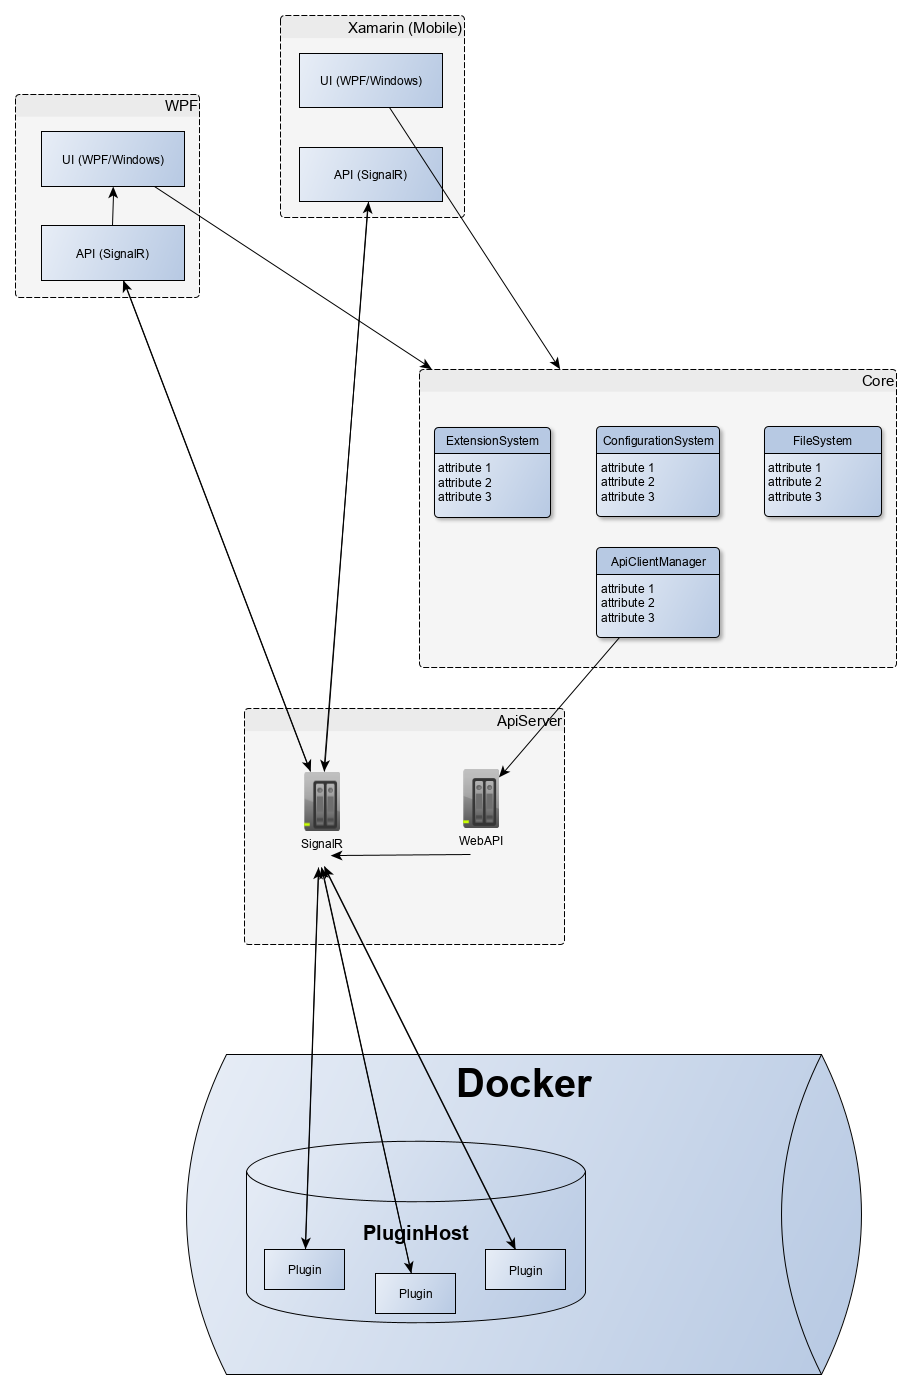 Xamarin (Mobile)
UI (WPF/Windows)
API (SignalR)
WPF
UI (WPF/Windows)
API (SignalR)
Core
ExtensionSystem
attribute 1
attribute 2
attribute 3
ConfigurationSystem
attribute 1
attribute 2
attribute 3
FileSystem
attribute 1
attribute 2
attribute 3
ApiClientManager
attribute 1
attribute 2
attribute 3
ApiServer
SignalR
WebAPI
Docker
PluginHost
Plugin
Plugin
Plugin